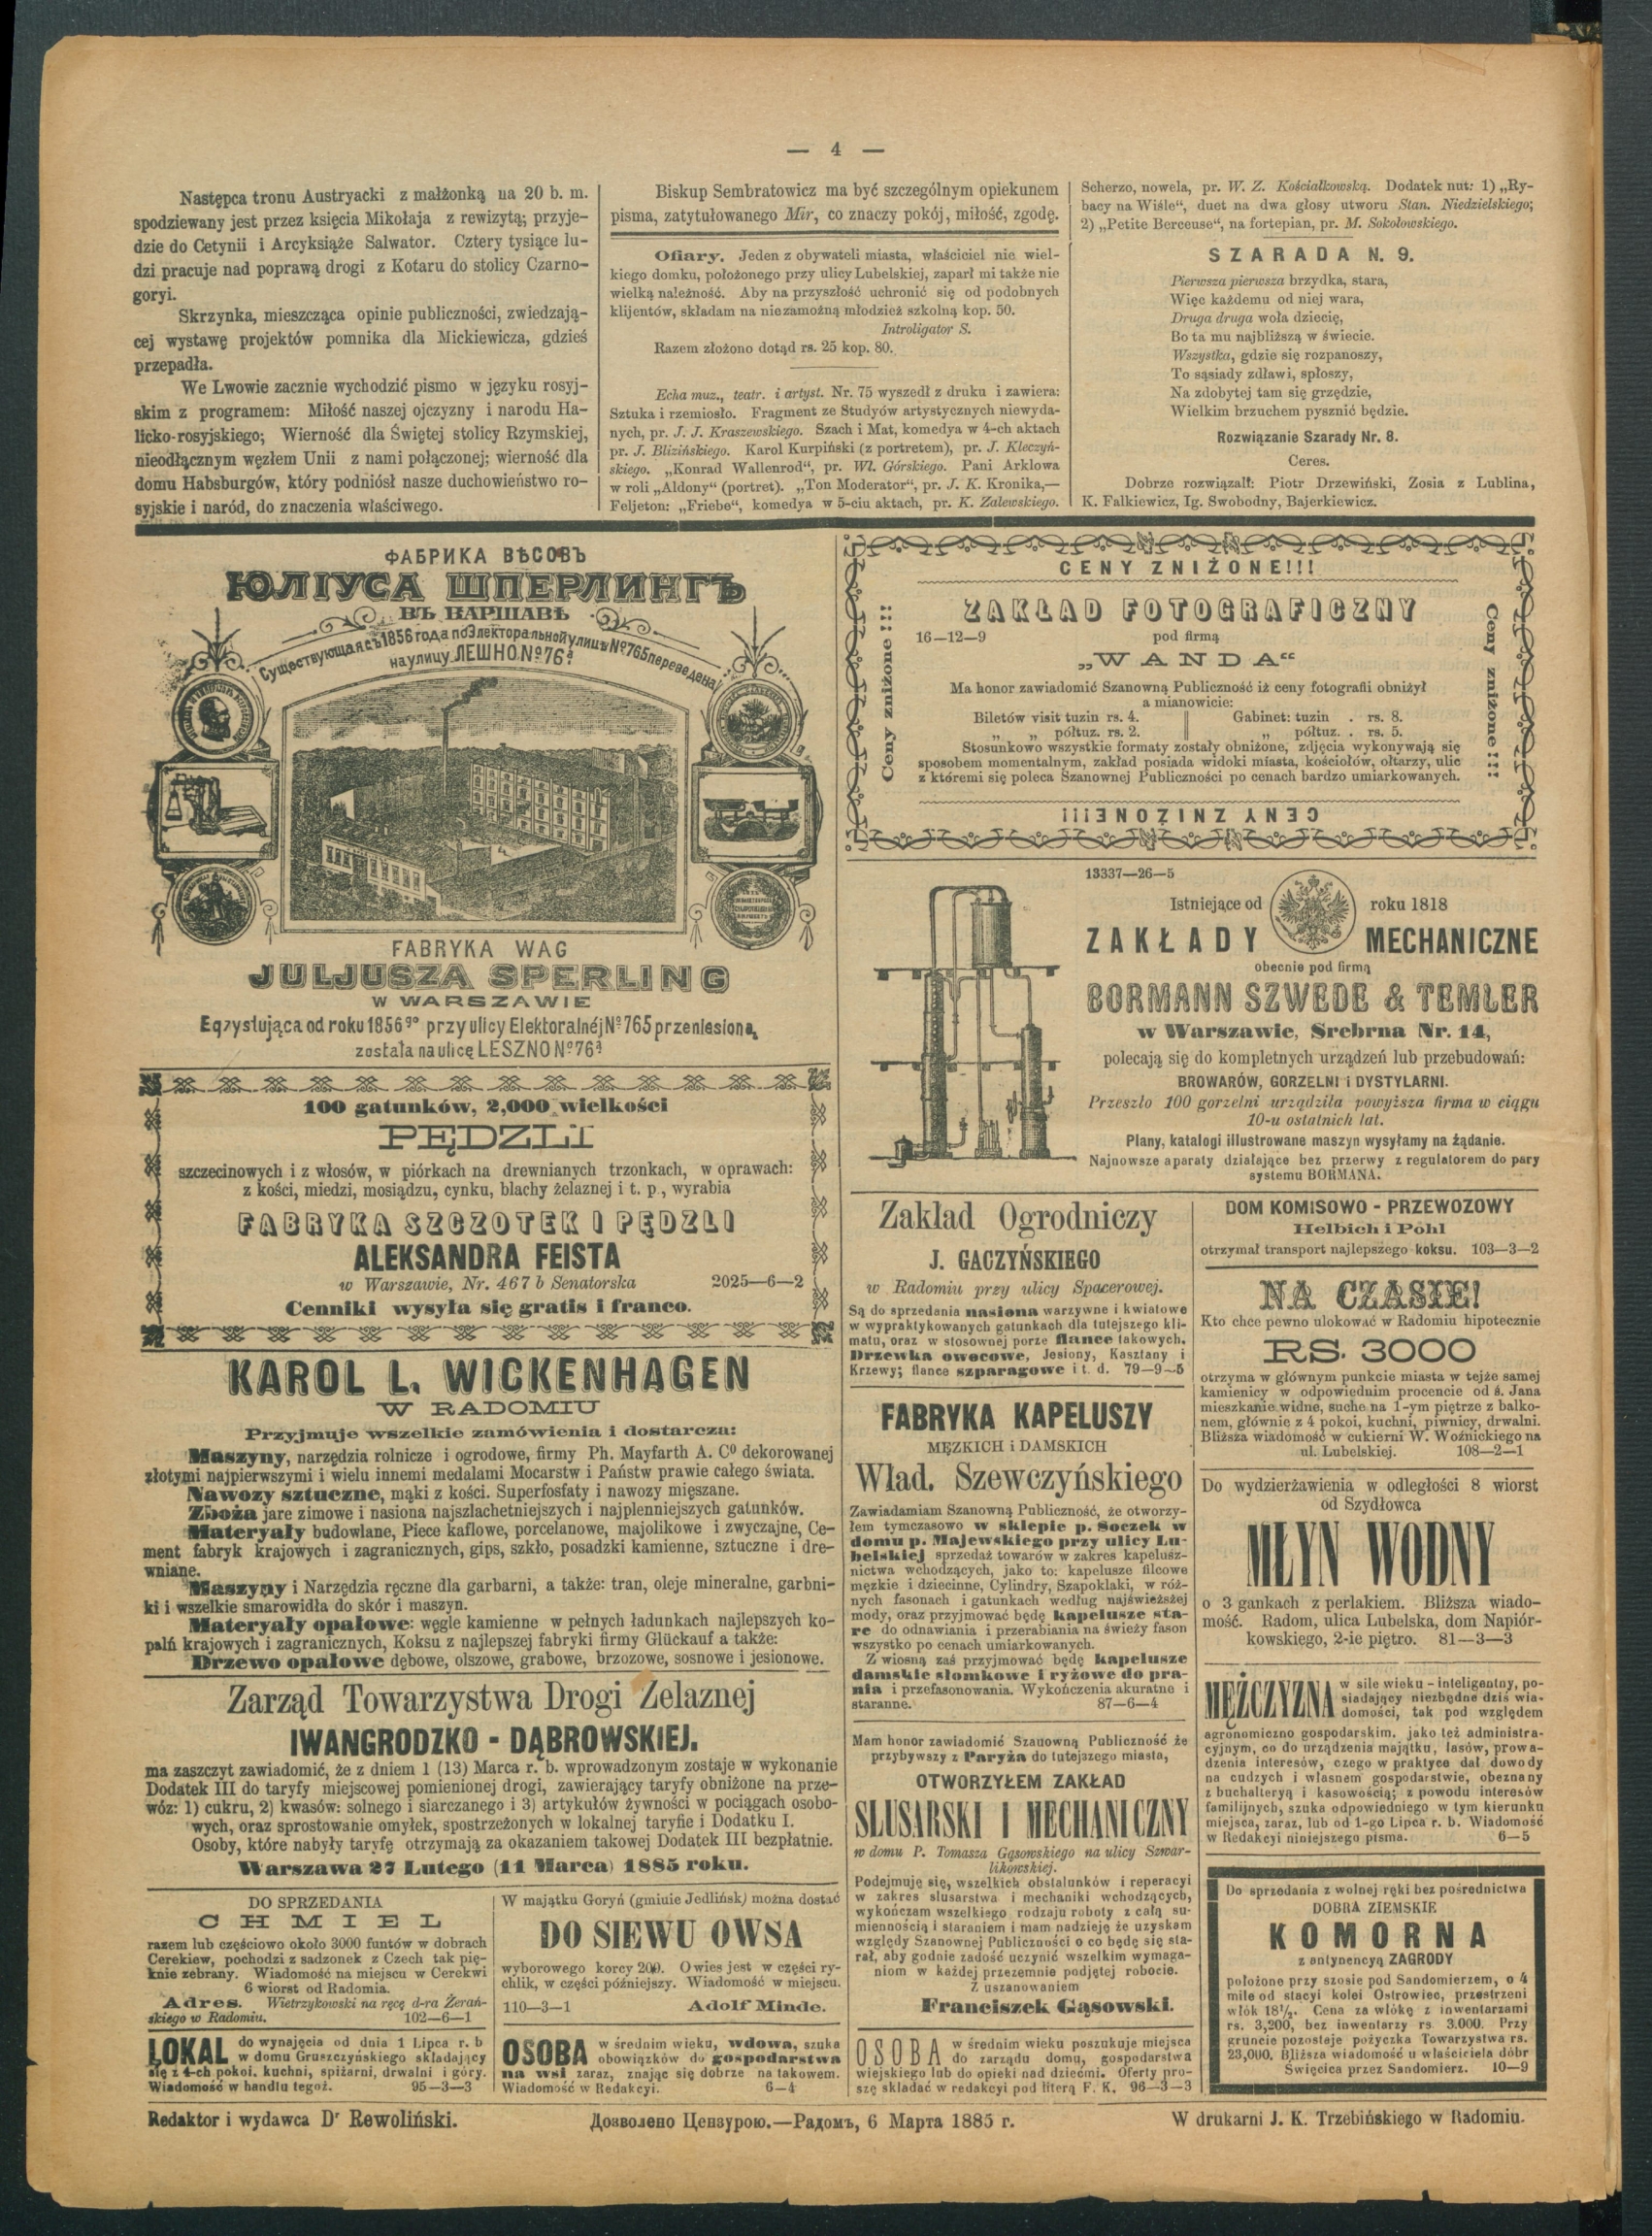 — 4 —
Następca tronu Austryacki z małżonką na 20 b. m.
spodziewany jest przez księcia Mikołaja z rewizytą; przyje-
dzie do Cetynii i Arcyksiąże Salwator. Cztery tysiące lu-
dzi pracuje nad poprawą drogi z Kotaru do stolicy Czarno-
goryi.
Skrzynka, mieszcząca opinie publiczności, zwiedzają-
cej wystawę projektów pomnika dla Mickiewicza, gdzieś
przepadła.
We Lwowie zacznie wychodzić pismo w języku rosyj-
skim z programem: Miłość naszej ojczyzny i narodu Ha-
licko-rosyjskiego; Wierność dla Świętej stolicy Rzymskiej,
nieodłącznym węzłem Unii z nami połączonej; wierność dla
domu Habsburgów, który podniósł nasze duchowieństwo ro-
syjskie i naród, do znaczenia właściwego.
Biskup Sembratowicz ma być szczególnym opiekunem
pisma, zatytułowanego Mir, co znaczy pokój, miłość, zgodę.
Ofiary. Jeden z obywateli miasta, właściciel nie wiel-
kiego domku, położonego przy ulicy Lubelskiej, zaparł mi także nie
wielką należność. Aby na przyszłość uchronić się od podobnych
klijentów, składam na niezamożną młodzież szkolną kop. 50.
Introligator S.
Razem złożono dotąd rs. 25 kop. 80.
Echa muz., teatr. i artyst. Nr. 75 wyszedł z druku i zawiera:
Sztuka i rzemiosło. Fragment ze Studyów artystycznych niewyda-
nych, pr. J. J. Kraszewskiego. Szach i Mat, komedya w 4-ch aktach
pr. J. Blizińskiego. Karol Kurpiński (z portretem), pr. J. Kleczyń-
skiego. „Konrad Wallenrod“, pr. Wł. Górskiego. Pani Arklowa
w roli „Aldony“ (portret). „Ton Moderator“, pr. J. K. Kronika,—
Feljeton: „Friebe“, komedya w 5-ciu aktach, pr. K. Zalewskiego.
Scherzo, nowela, pr. W. Z. Kościałkowską. Dodatek nut: 1) „Ry-
bacy na Wiśle“, duet na dwa głosy utworu Stan. Niedzielskiego;
2) „Petite Berceuse“, na fortepian, pr. M. Sokołowskiego.
SZARADA N. 9.
Pierwsza pierwsza brzydka, stara,
Więc każdemu od niej wara,
Druga druga woła dziecię,
Bo ta mu najbliższą w świecie.
Wszystka, gdzie się rozpanoszy,
To sąsiady zdławi, spłoszy,
Na zdobytej tam się grzędzie,
Wielkim brzuchem pysznić będzie.
Rozwiązanie Szarady Nr. 8.
Ceres.
Dobrze rozwiązali: Piotr Drzewiński, Zosia z Lublina,
K. Falkiewicz, Ig. Swobodny, Bajerkiewicz.
ФАБРИКА ВѢСОВЪ
ЮЛІУСА ШПЕРЛИНГЪ
ВЪ ВАРШАВѢ
Существующая съ 1856 года по Электоральной улицѣ № 765 переведена
на улицу ЛЕШНО № 76а
FABRYKA WAG
JULJUSZA SPERLING
W WARSZAWIE
Egzystująca od roku 1856go przy ulicy Elektoralnéj No 765 przeniesioną
została na ulicę LESZNO No 76a
100 gatunków, 2,000 wielkości
PĘDZLI
szczecinowych i z włosów, w piórkach na drewnianych trzonkach, w oprawach:
z kości, miedzi, mosiądzu, cynku, blachy żelaznej i t. p., wyrabia
FABRYKA SZCZOTEK I PĘDZLI
ALEKSANDRA FEISTA
w Warszawie, Nr. 467 b Senatorska 2025—6—2
Cenniki wysyła się gratis i franco.
KAROL L. WICKENHAGEN
W RADOMIU
Przyjmuje wszelkie zamówienia i dostarcza:
Maszyny, narzędzia rolnicze i ogrodowe, firmy Ph. Mayfarth A. Co dekorowanej
złotymi najpierwszymi i wielu innemi medalami Mocarstw i Państw prawie całego świata.
Nawozy sztuczne, mąki z kości. Superfosfaty i nawozy mięszane.
Zboża jare zimowe i nasiona najszlachetniejszych i najplenniejszych gatunków.
Materyały budowlane, Piece kaflowe, porcelanowe, majolikowe i zwyczajne, Ce-
ment fabryk krajowych i zagranicznych, gips, szkło, posadzki kamienne, sztuczne i dre-
wniane.
Maszyny i Narzędzia ręczne dla garbarni, a także: tran, oleje mineralne, garbni-
ki i wszelkie smarowidła do skór i maszyn.
Materyały opałowe: węgle kamienne w pełnych ładunkach najlepszych ko-
palń krajowych i zagranicznych, Koksu z najlepszej fabryki firmy Glückauf a także:
Drzewo opałowe dębowe, olszowe, grabowe, brzozowe, sosnowe i jesionowe.
Zarząd Towarzystwa Drogi Żelaznej
IWANGRODZKO - DĄBROWSKIEJ.
ma zaszczyt zawiadomić, że z dniem 1 (13) Marca r. b. wprowadzonym zostaje w wykonanie
Dodatek III do taryfy miejscowej pomienionej drogi, zawierający taryfy obniżone na prze-
wóz: 1) cukru, 2) kwasów: solnego i siarczanego i 3) artykułów żywności w pociągach osobo-
wych, oraz sprostowanie omyłek, spostrzeżonych w lokalnej taryfie i Dodatku I.
Osoby, które nabyły taryfę otrzymają za okazaniem takowej Dodatek III bezpłatnie.
Warszawa 27 Lutego (11 Marca) 1885 roku.
DO SPRZEDANIA
CHMIEL
razem lub częściowo około 3000 funtów w dobrach
Cerekiew, pochodzi z sadzonek z Czech tak pię-
knie zebrany. Wiadomość na miejscu w Cerekwi
6 wiorst od Radomia.
Adres. Wietrzykowski na ręce d-ra Żerań-
skiego w Radomiu. 102—6—1
LOKAL do wynajęcia od dnia 1 Lipca r. b
w domu Gruszczyńskiego składający
się z 4-ch pokoi, kuchni, spiżarni, drwalni i góry.
Wiadomość w handlu tegoż. 95—3—3
W majątku Goryń (gminie Jedlińsk) można dostać
DO SIEWU OWSA
wyborowego korcy 200. Owies jest w części ry-
chlik, w części późniejszy. Wiadomość w miejscu.
110—3—1 Adolf Minde.
OSOBA w średnim wieku, wdowa, szuka
obowiązków do gospodarstwa
na wsi zaraz, znając się dobrze na takowem.
Wiadomość w Redakcyi. 6—4
CENY ZNIŻONE!!!
Ceny zniżone!!!
ZAKŁAD FOTOGRAFICZNY
16—12—9 pod firmą
„WANDA“
Ma honor zawiadomić Szanowną Publiczność iż ceny fotografii obniżył
a mianowicie:
Biletów visit tuzin rs. 4. Gabinet: tuzin . rs. 8.
„ „ półtuz. rs. 2. „ półtuz. . rs. 5.
Stosunkowo wszystkie formaty zostały obniżone, zdjęcia wykonywają się
sposobem momentalnym, zakład posiada widoki miasta, kościołów, ołtarzy, ulic
z któremi się poleca Szanownej Publiczności po cenach bardzo umiarkowanych.
Ceny zniżone!!!
CENY ZNIŻONE!!!!
13337—26—5
Istniejące od roku 1818
ZAKŁADY MECHANICZNE
obecnie pod firmą
BORMANN SZWEDE & TEMLER
w Warszawie, Srebrna Nr. 14,
polecają się do kompletnych urządzeń lub przebudowań:
BROWARÓW, GORZELNI i DYSTYLARNI.
Przeszło 100 gorzelni urządziła powyższa firma w ciągu
10-u ostatnich lat.
Plany, katalogi illustrowane maszyn wysyłamy na żądanie.
Najnowsze aparaty działające bez przerwy z regulatorem do pary
systemu BORMANA.
Zakład Ogrodniczy
J. GACZYŃSKIEGO
w Radomiu przy ulicy Spacerowej.
Są do sprzedania nasiona warzywne i kwiatowe
w wypraktykowanych gatunkach dla tutejszego kli-
matu, oraz w stosownej porze flance takowych.
Drzewka owocowe, Jesiony, Kasztany i
Krzewy; flance szparagowe i t. d. 79—9—5
FABRYKA KAPELUSZY
MĘZKICH i DAMSKICH
Wład. Szewczyńskiego
Zawiadamiam Szanowną Publiczność, że otworzy-
łem tymczasowo w sklepie p. Soczek w
domu p. Majewskiego przy ulicy Lu-
belskiej sprzedaż towarów w zakres kapelusz-
nictwa wchodzących, jako to: kapelusze filcowe
męzkie i dziecinne, Cylindry, Szapoklaki, w róż-
nych fasonach i gatunkach według najświeższej
mody, oraz przyjmować będę kapelusze sta-
re do odnawiania i przerabiania na świeży fason
wszystko po cenach umiarkowanych.
Z wiosną zaś przyjmować będę kapelusze
damskie słomkowe i ryżowe do pra-
nia i przefasonowania. Wykończenia akuratne i
staranne. 87—6—4
Mam honor zawiadomić Szanowną Publiczność że
przybywszy z Paryża do tutejszego miasta,
OTWORZYŁEM ZAKŁAD
SLUSARSKI I MECHANICZNY
w domu P. Tomasza Gąsowskiego na ulicy Szwar-
likowskiej.
Podejmuję się, wszelkich obstalunków i reperacyi
w zakres slusarstwa i mechaniki wchodzących,
wykończam wszelkiego rodzaju roboty z całą su-
miennością i staraniem i mam nadzieję że uzyskam
względy Szanownej Publiczności o co będę się sta-
rał, aby godnie zadość uczynić wszelkim wymaga-
niom w każdej przezemnie podjętej robocie.
Z uszanowaniem
Franciszek Gąsowski.
OSOBA w średnim wieku poszukuje miejsca
do zarządu domu, gospodarstwa
wiejskiego lub do opieki nad dziećmi. Oferty pro-
szę składać w redakcyi pod literą F. K. 96—3—3
DOM KOMISOWO - PRZEWOZOWY
Helbich i Pohl
otrzymał transport najlepszego koksu. 103—3—2
NA CZASIE!
Kto chce pewno ulokować w Radomiu hipotecznie
RS. 3000
otrzyma w głównym punkcie miasta w tejże samej
kamienicy w odpowiednim procencie od ś. Jana
mieszkanie widne, suche na 1-ym piętrze z balko-
nem, głównie z 4 pokoi, kuchni, piwnicy, drwalni.
Bliższa wiadomość w cukierni W. Woźnickiego na
ul. Lubelskiej. 108—2—1
Do wydzierżawienia w odległości 8 wiorst
od Szydłowca
MŁYN WODNY
o 3 gankach z perlakiem. Bliższa wiado-
mość. Radom, ulica Lubelska, dom Napiór-
kowskiego, 2-ie piętro. 81—3—3
MĘŻCZYZNA w sile wieku - inteligentny, po-
siadający niezbędne dziś wia-
domości, tak pod względem
agronomiczno gospodarskim, jako też administra-
cyjnym, co do urządzenia majątku, lasów, prowa-
dzenia interesów, czego w praktyce dał dowody
na cudzych i własnem gospodarstwie, obeznany
z buchalteryą i kasowością; z powodu interesów
familijnych, szuka odpowiedniego w tym kierunku
miejsca, zaraz, lub od 1-go Lipca r. b. Wiadomość
w Redakcyi niniejszego pisma. 6—5
Do sprzedania z wolnej ręki bez pośrednictwa
DOBRA ZIEMSKIE
KOMORNA
z antynencyą ZAGRODY
położone przy szosie pod Sandomierzem, o 4
mile od stacyi kolei Ostrowiec, przestrzeni
włók 18½. Cena za włókę z inwentarzami
rs. 3,200, bez inwentarzy rs 3.000. Przy
gruncie pozostaje pożyczka Towarzystwa rs.
23,000. Bliższa wiadomość u właściciela dóbr
Święcica przez Sandomierz. 10—9
Redaktor i wydawca Dr Rewoliński.
Дозволено Цензурою.—Радомъ, 6 Марта 1885 г.
W drukarni J. K. Trzebińskiego w Radomiu.